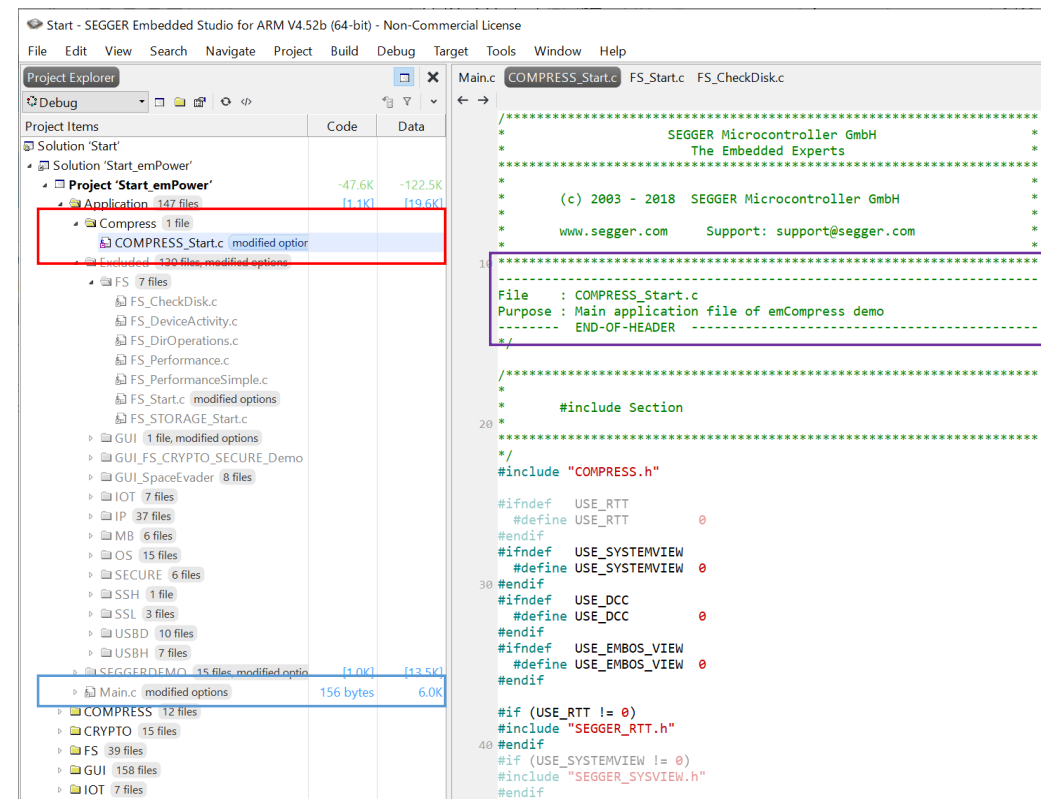 Start - SEGGER Embedded Studio for ARM V4.52b (64-bit) - Non-Commercial License
File Edit View Search Navigate Project Build Debug Target Tools Window Help
Project Explorer
Debug
Project Items Code Data
Solution 'Start'
Solution 'Start_emPower'
Project 'Start_emPower' -47.6K -122.5K
Application 147 files [1.1K] [19.6K]
Compress 1 file
COMPRESS_Start.c modified option
Excluded 130 files, modified options
FS 7 files
FS_CheckDisk.c
FS_DeviceActivity.c
FS_DirOperations.c
FS_Performance.c
FS_PerformanceSimple.c
FS_Start.c modified options
FS_STORAGE_Start.c
GUI 1 file, modified options
GUI_FS_CRYPTO_SECURE_Demo
GUI_SpaceEvader 8 files
IOT 7 files
IP 37 files
MB 6 files
OS 15 files
SECURE 6 files
SSH 1 file
SSL 3 files
USBD 10 files
USBH 7 files
SEGGERDEMO 15 files, modified optio [1.0K] [13.5K]
Main.c modified options 156 bytes 6.0K
COMPRESS 12 files
CRYPTO 15 files
FS 39 files
GUI 158 files
IOT 7 files
Main.c COMPRESS_Start.c FS_Start.c FS_CheckDisk.c
/*********************************************************************
* SEGGER Microcontroller GmbH *
* The Embedded Experts *
**********************************************************************
* *
* (c) 2003 - 2018 SEGGER Microcontroller GmbH *
* *
* www.segger.com Support: support@segger.com *
* *
10 **********************************************************************
----------------------------------------------------------------------
File : COMPRESS_Start.c
Purpose : Main application file of emCompress demo
-------- END-OF-HEADER ---------------------------------------------
*/
/*********************************************************************
*
* #include Section
20 *
**********************************************************************
*/
#include "COMPRESS.h"
#ifndef USE_RTT
#define USE_RTT 0
#endif
#ifndef USE_SYSTEMVIEW
#define USE_SYSTEMVIEW 0
30 #endif
#ifndef USE_DCC
#define USE_DCC 0
#endif
#ifndef USE_EMBOS_VIEW
#define USE_EMBOS_VIEW 0
#endif
#if (USE_RTT != 0)
#include "SEGGER_RTT.h"
40 #endif
#if (USE_SYSTEMVIEW != 0)
#include "SEGGER_SYSVIEW.h"
#endif